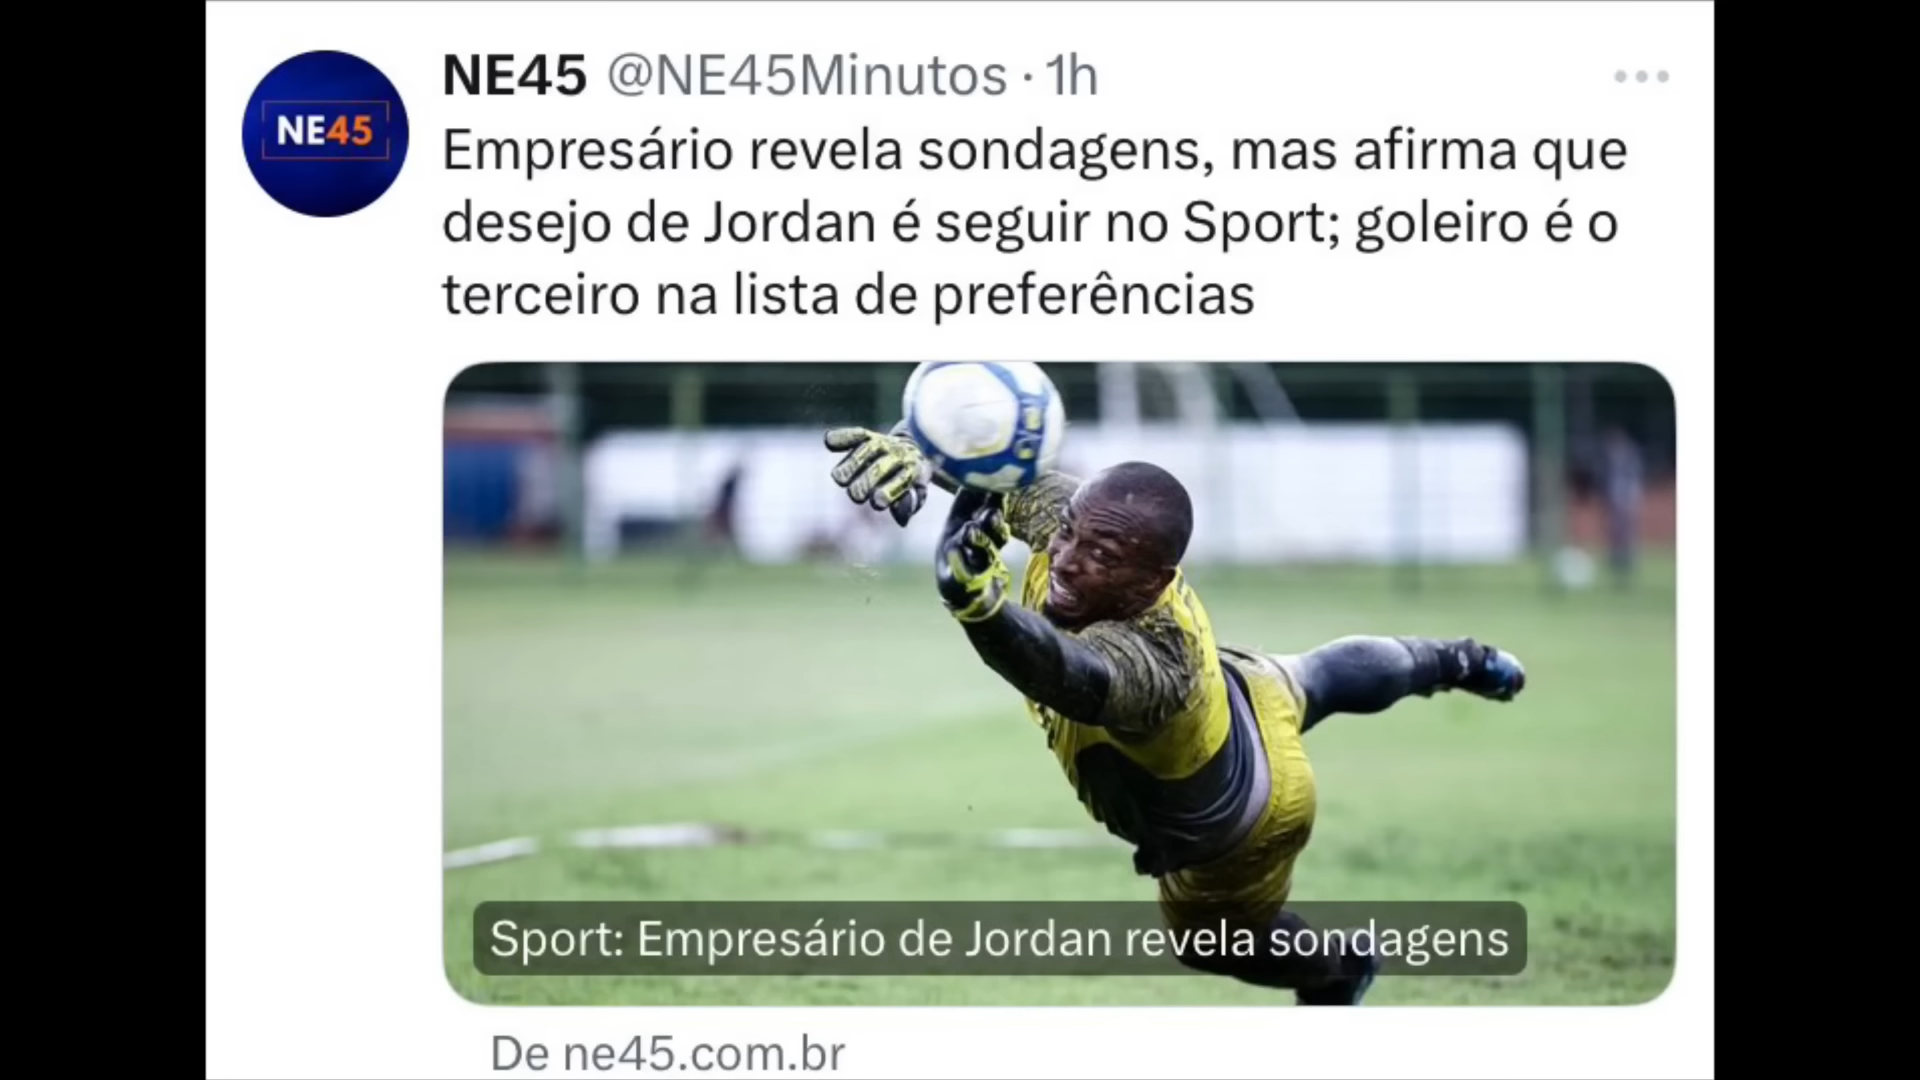 NE45
NE45 @NE45Minutos · 1h
Empresário revela sondagens, mas afirma que
desejo de Jordan é seguir no Sport; goleiro é o
terceiro na lista de preferências
Sport: Empresário de Jordan revela sondagens
De ne45.com.br